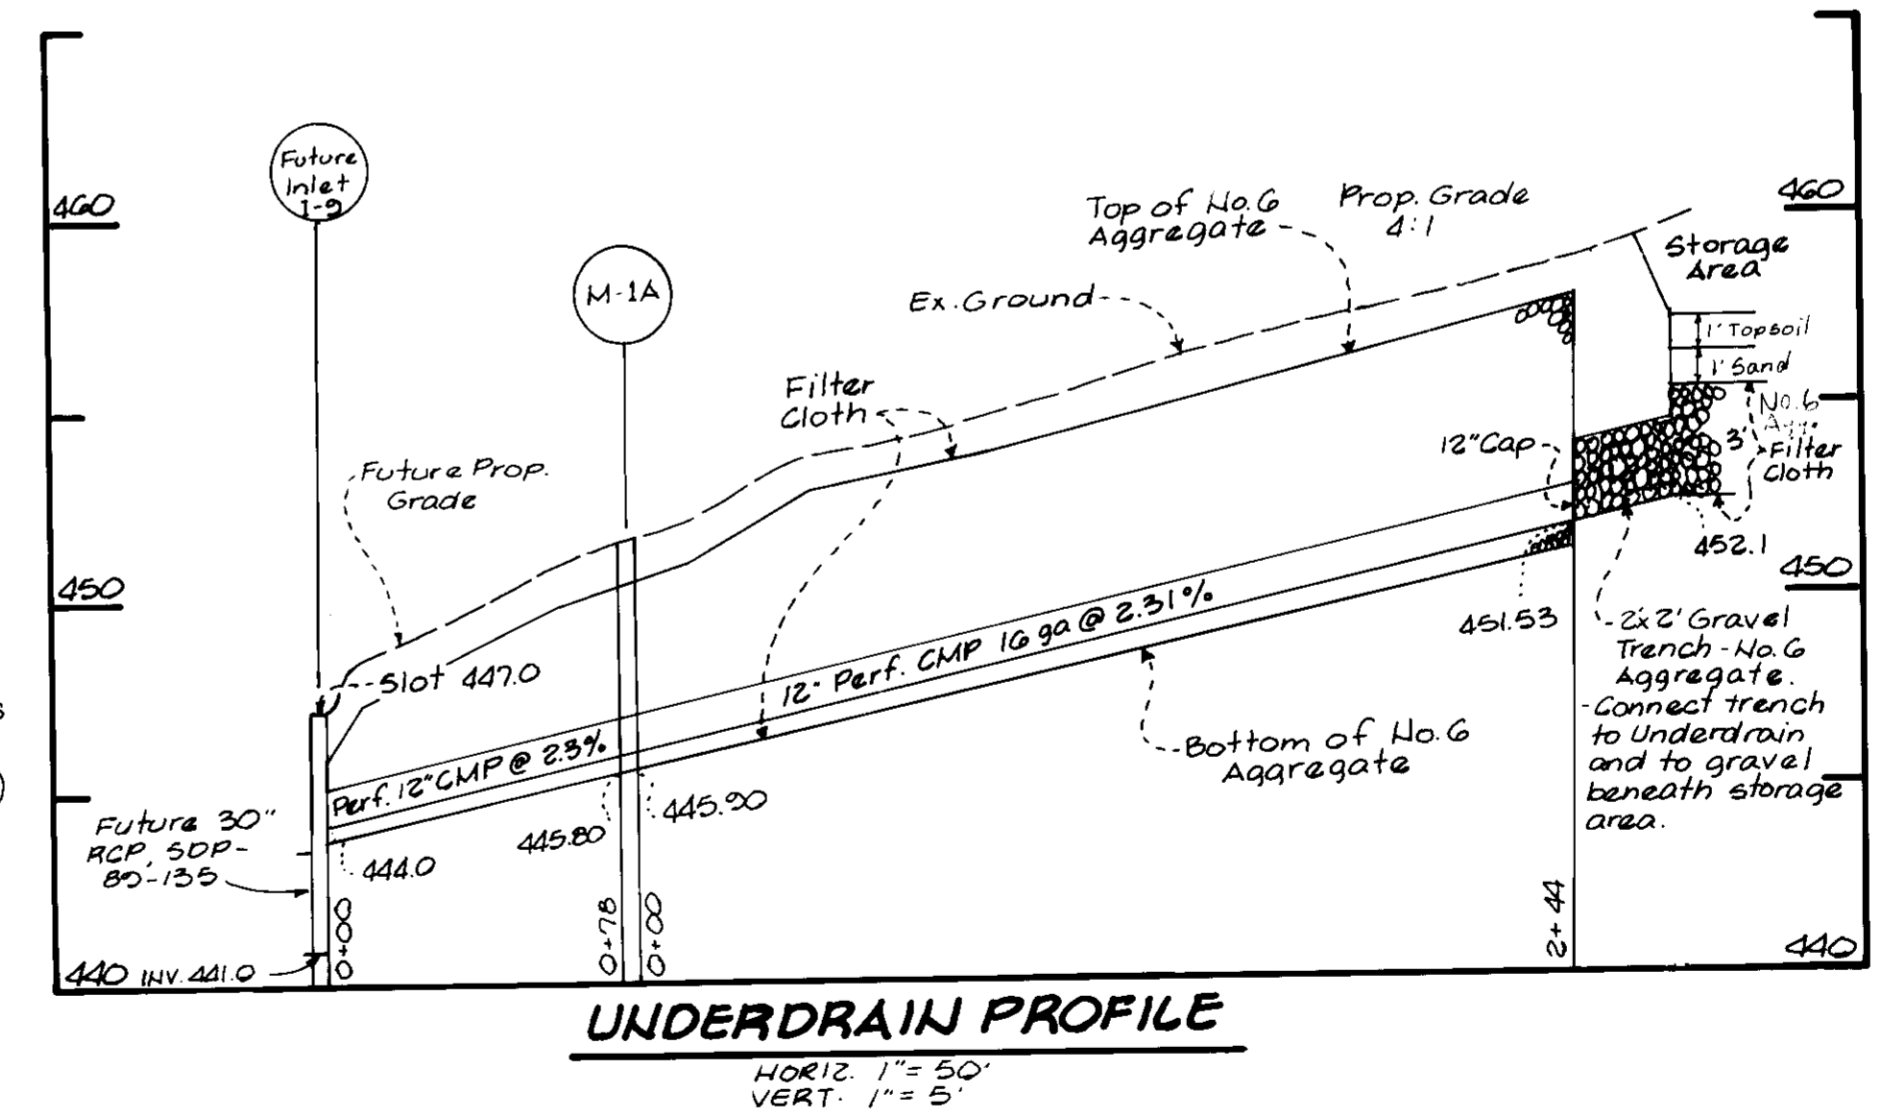 Future
Inlet
I-9
460
460
Top of No.6
Aggregate
Prop. Grade
4:1
Storage
Area
M-1A
Ex. Ground
1' Topsoil
1' Sand
No.6
Agg.
3'
Filter
Cloth
Filter
Cloth
12" Cap
Future Prop.
Grade
452.1
450
450
451.53
2'x2' Gravel
Trench - No.6
Aggregate.
- Connect trench
to Underdrain
and to gravel
beneath storage
area.
Slot 447.0
12" Perf. CMP 16 ga @ 2.31%
Perf. 12" CMP @ 2.3%
Bottom of No.6
Aggregate
445.90
445.80
444.0
Future 30"
RCP, SDP-
89-135
0+00
0+78
0+00
2+44
440
INV. 441.0
440
s
)
UNDERDRAIN PROFILE
HORIZ. 1"= 50'
VERT. 1"= 5'